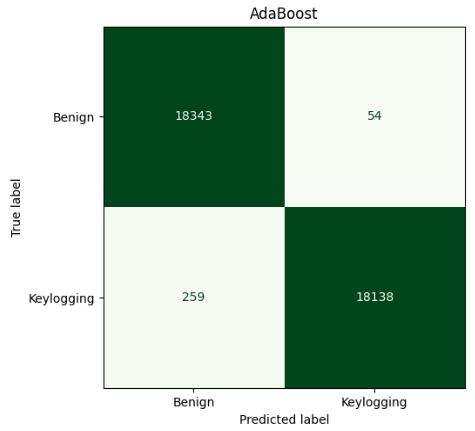 AdaBoost
True label
Benign
18343
54
Keylogging
259
18138
Benign
Keylogging
Predicted label